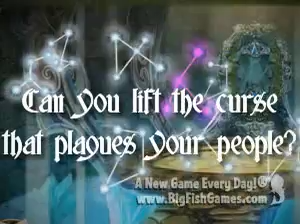 Can you lift the curse
that plagues your people?
A New Game Every Day!
www.BigFishGames.com